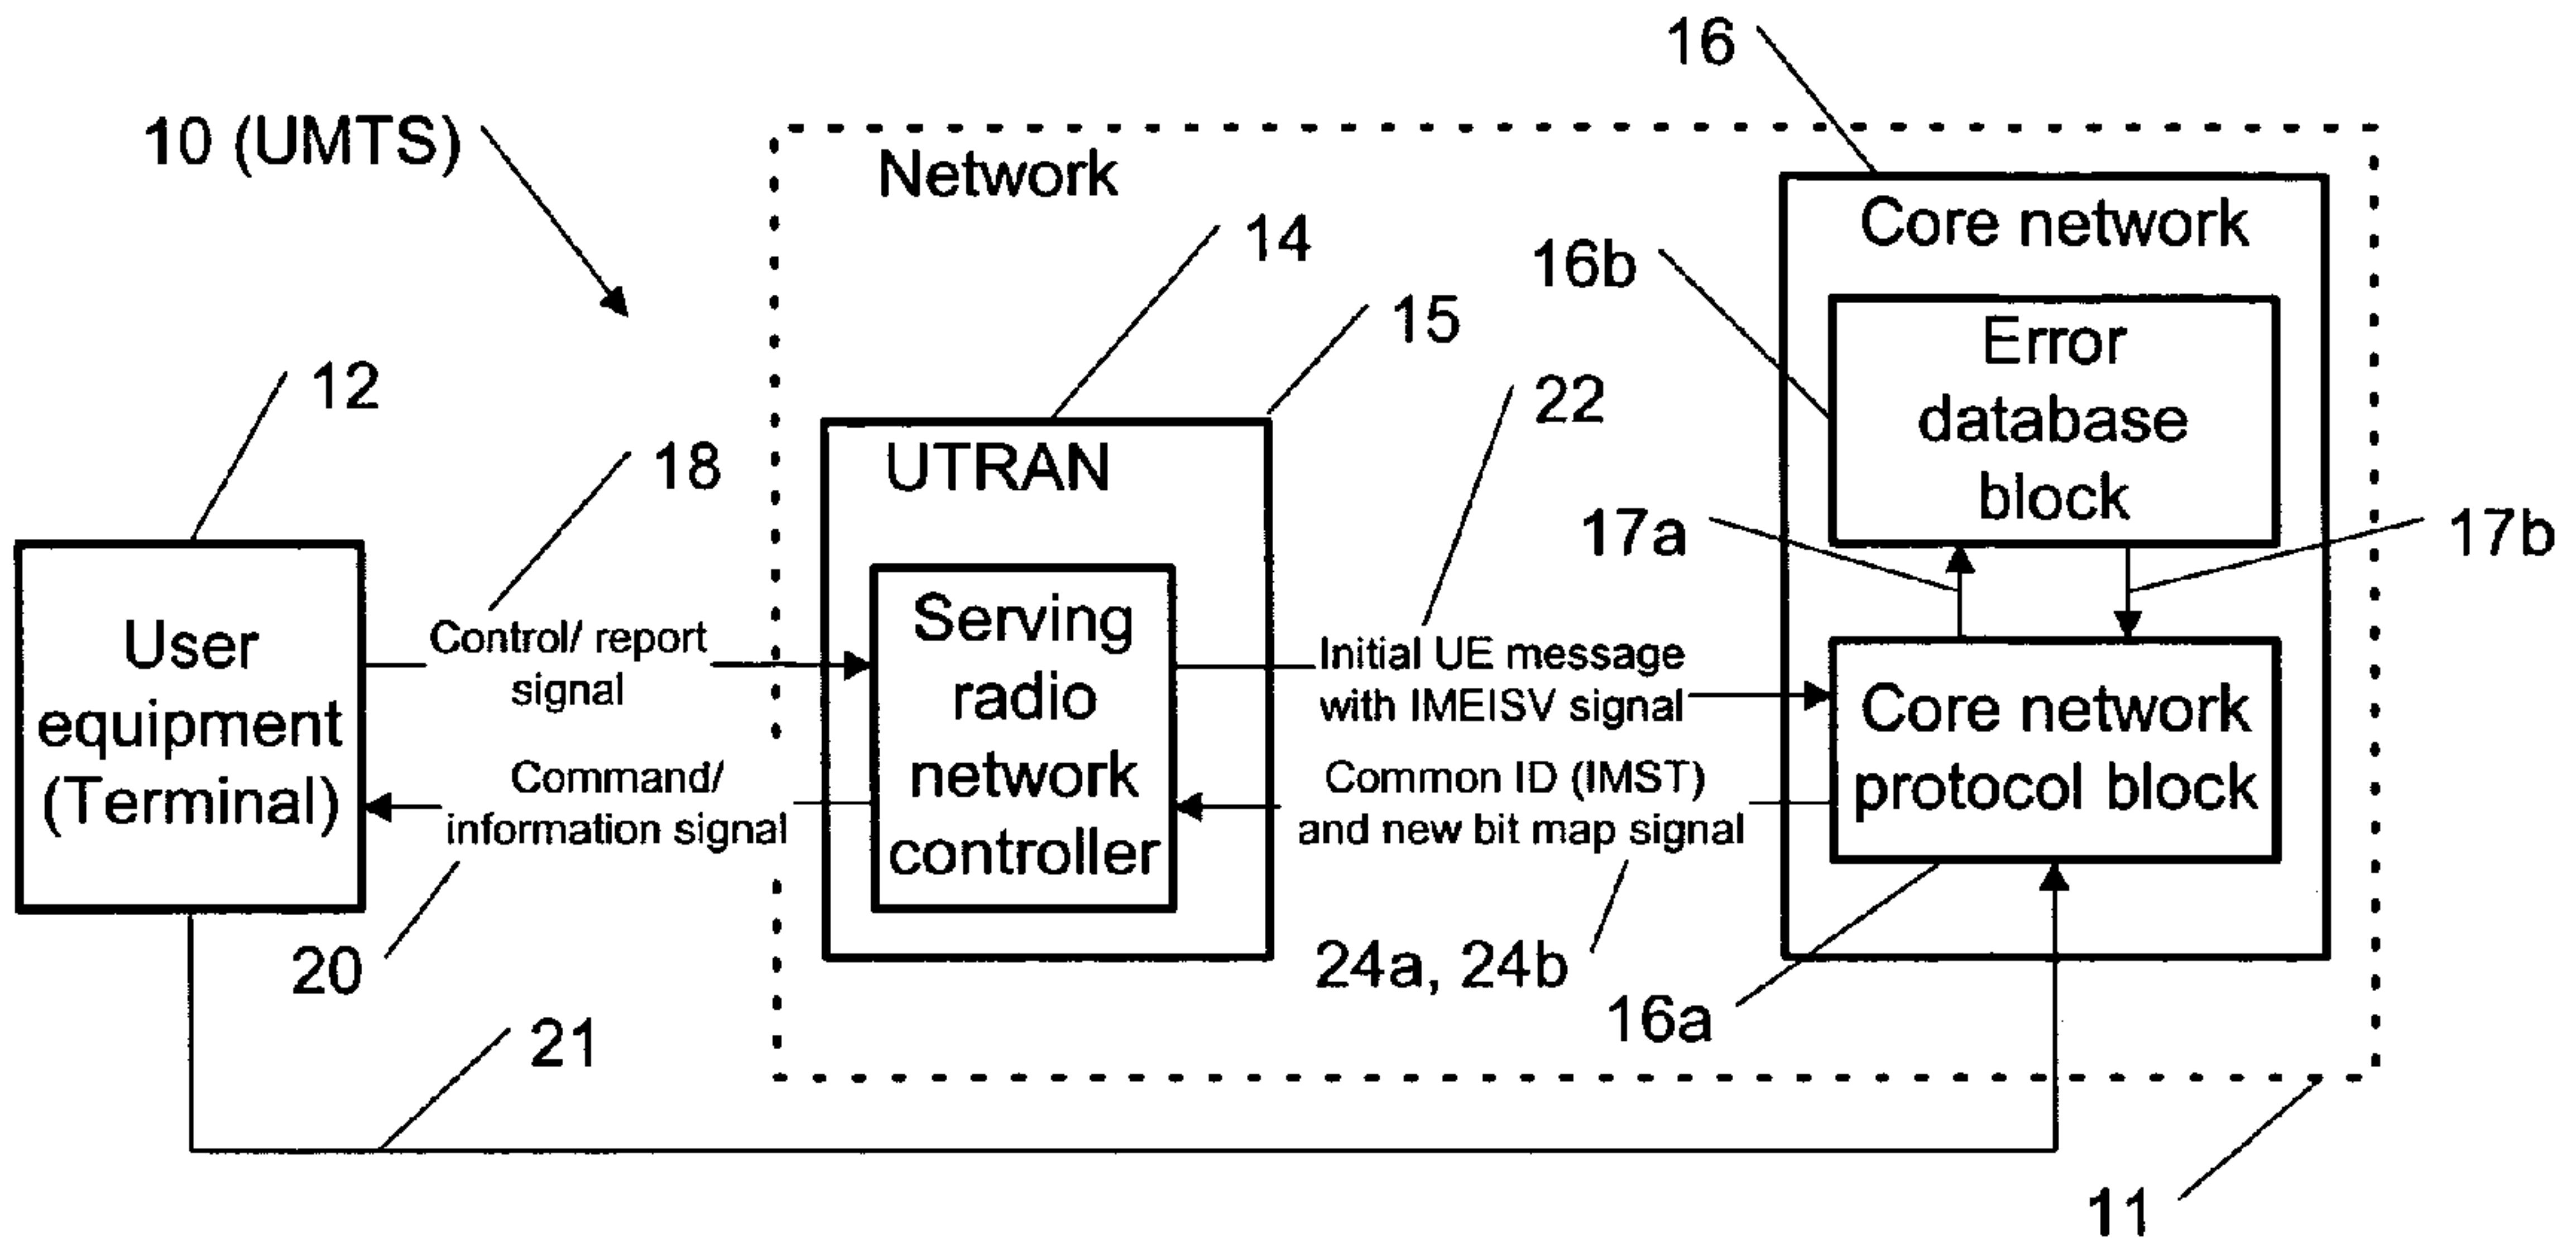 16
10 (UMTS)
Network
Core network
14
16b
15
Error
database
block
12
22
18
UTRAN
17a
17b
User
equipment
(Terminal)
Control/ report
signal
Serving
radio
network
controller
Initial UE message
with IMEISV signal
Core network
protocol block
Command/
information signal
Common ID (IMST)
and new bit map signal
20
24a, 24b
16a
21
11